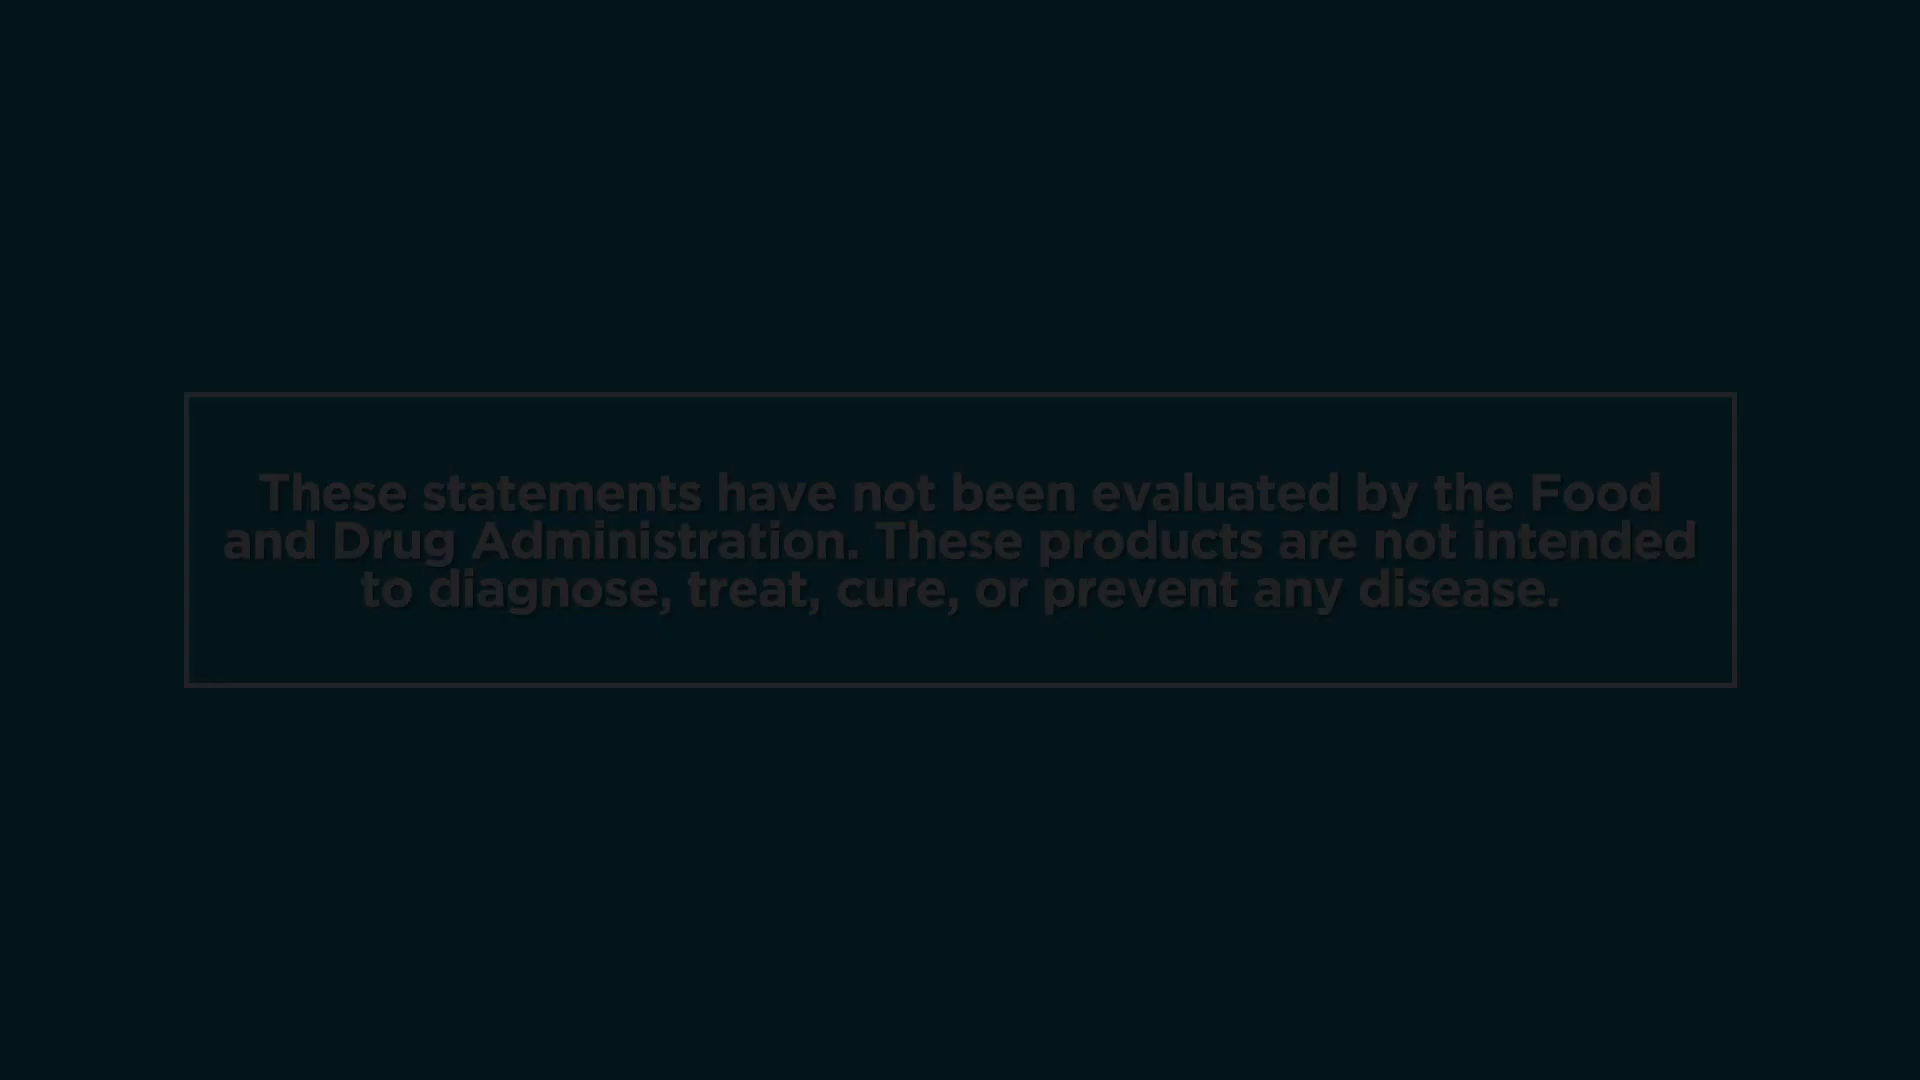 These statements have not been evaluated by the Food
and Drug Administration. These products are not intended
to diagnose, treat, cure, or prevent any disease.